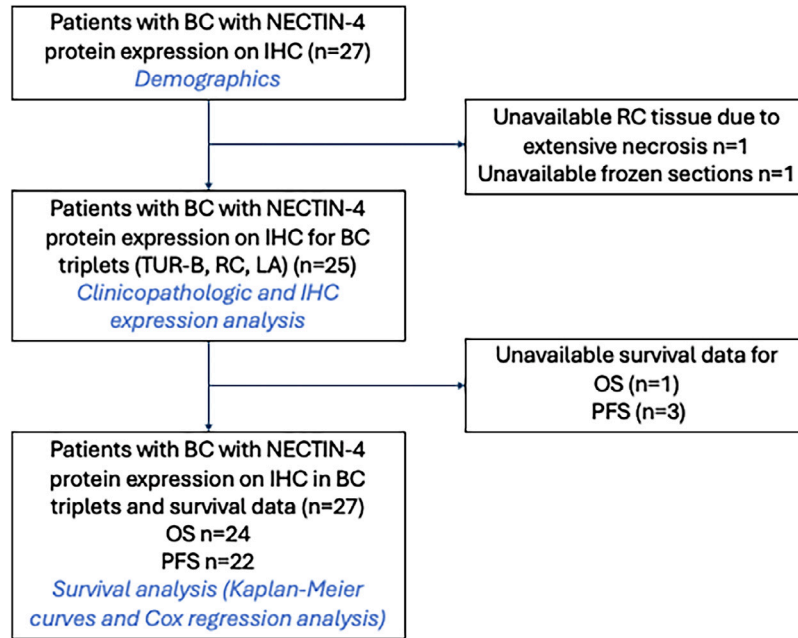 Patients with BC with NECTIN-4
protein expression on IHC (n=27)
Demographics
Unavailable RC tissue due to
extensive necrosis n=1
Unavailable frozen sections n=1
Patients with BC with NECTIN-4
protein expression on IHC for BC
triplets (TUR-B, RC, LA) (n=25)
Clinicopathologic and IHC
expression analysis
Unavailable survival data for
OS (n=1)
PFS (n=3)
Patients with BC with NECTIN-4
protein expression on IHC in BC
triplets and survival data (n=27)
OS n=24
PFS n=22
Survival analysis (Kaplan-Meier
curves and Cox regression analysis)